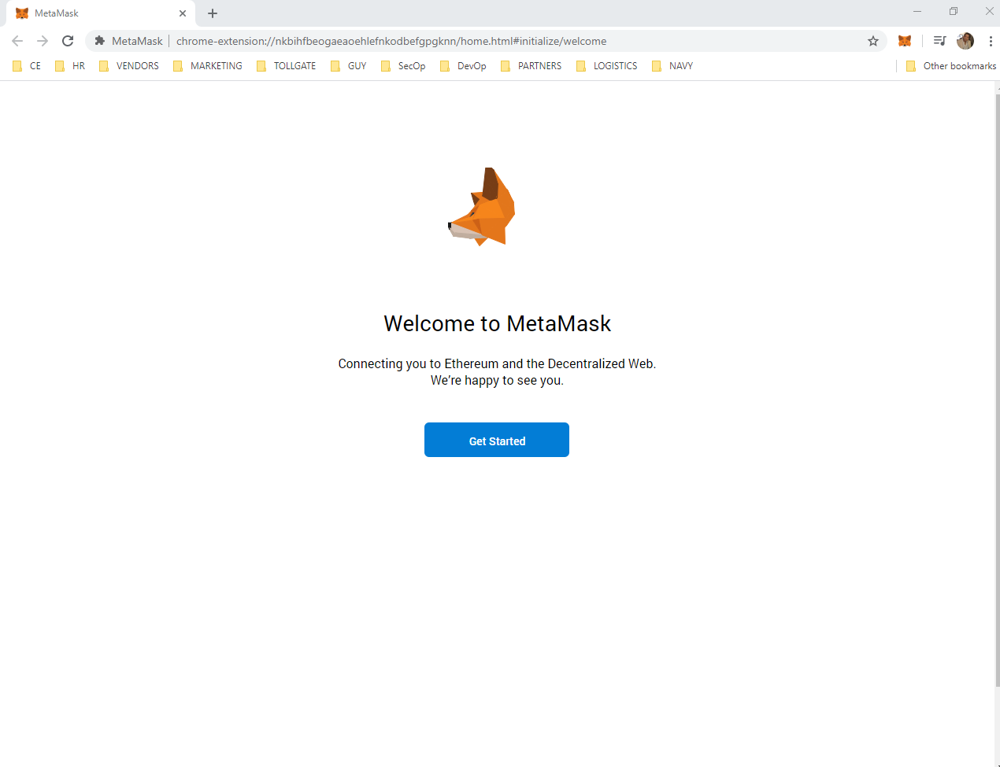 MetaMask
MetaMask chrome-extension://nkbihfbeogaeaoehlefnkodbefgpgknn/home.html#initialize/welcome
CE HR VENDORS MARKETING TOLLGATE GUY SecOp DevOp PARTNERS LOGISTICS NAVY Other bookmarks
Welcome to MetaMask
Connecting you to Ethereum and the Decentralized Web.
We’re happy to see you.
Get Started